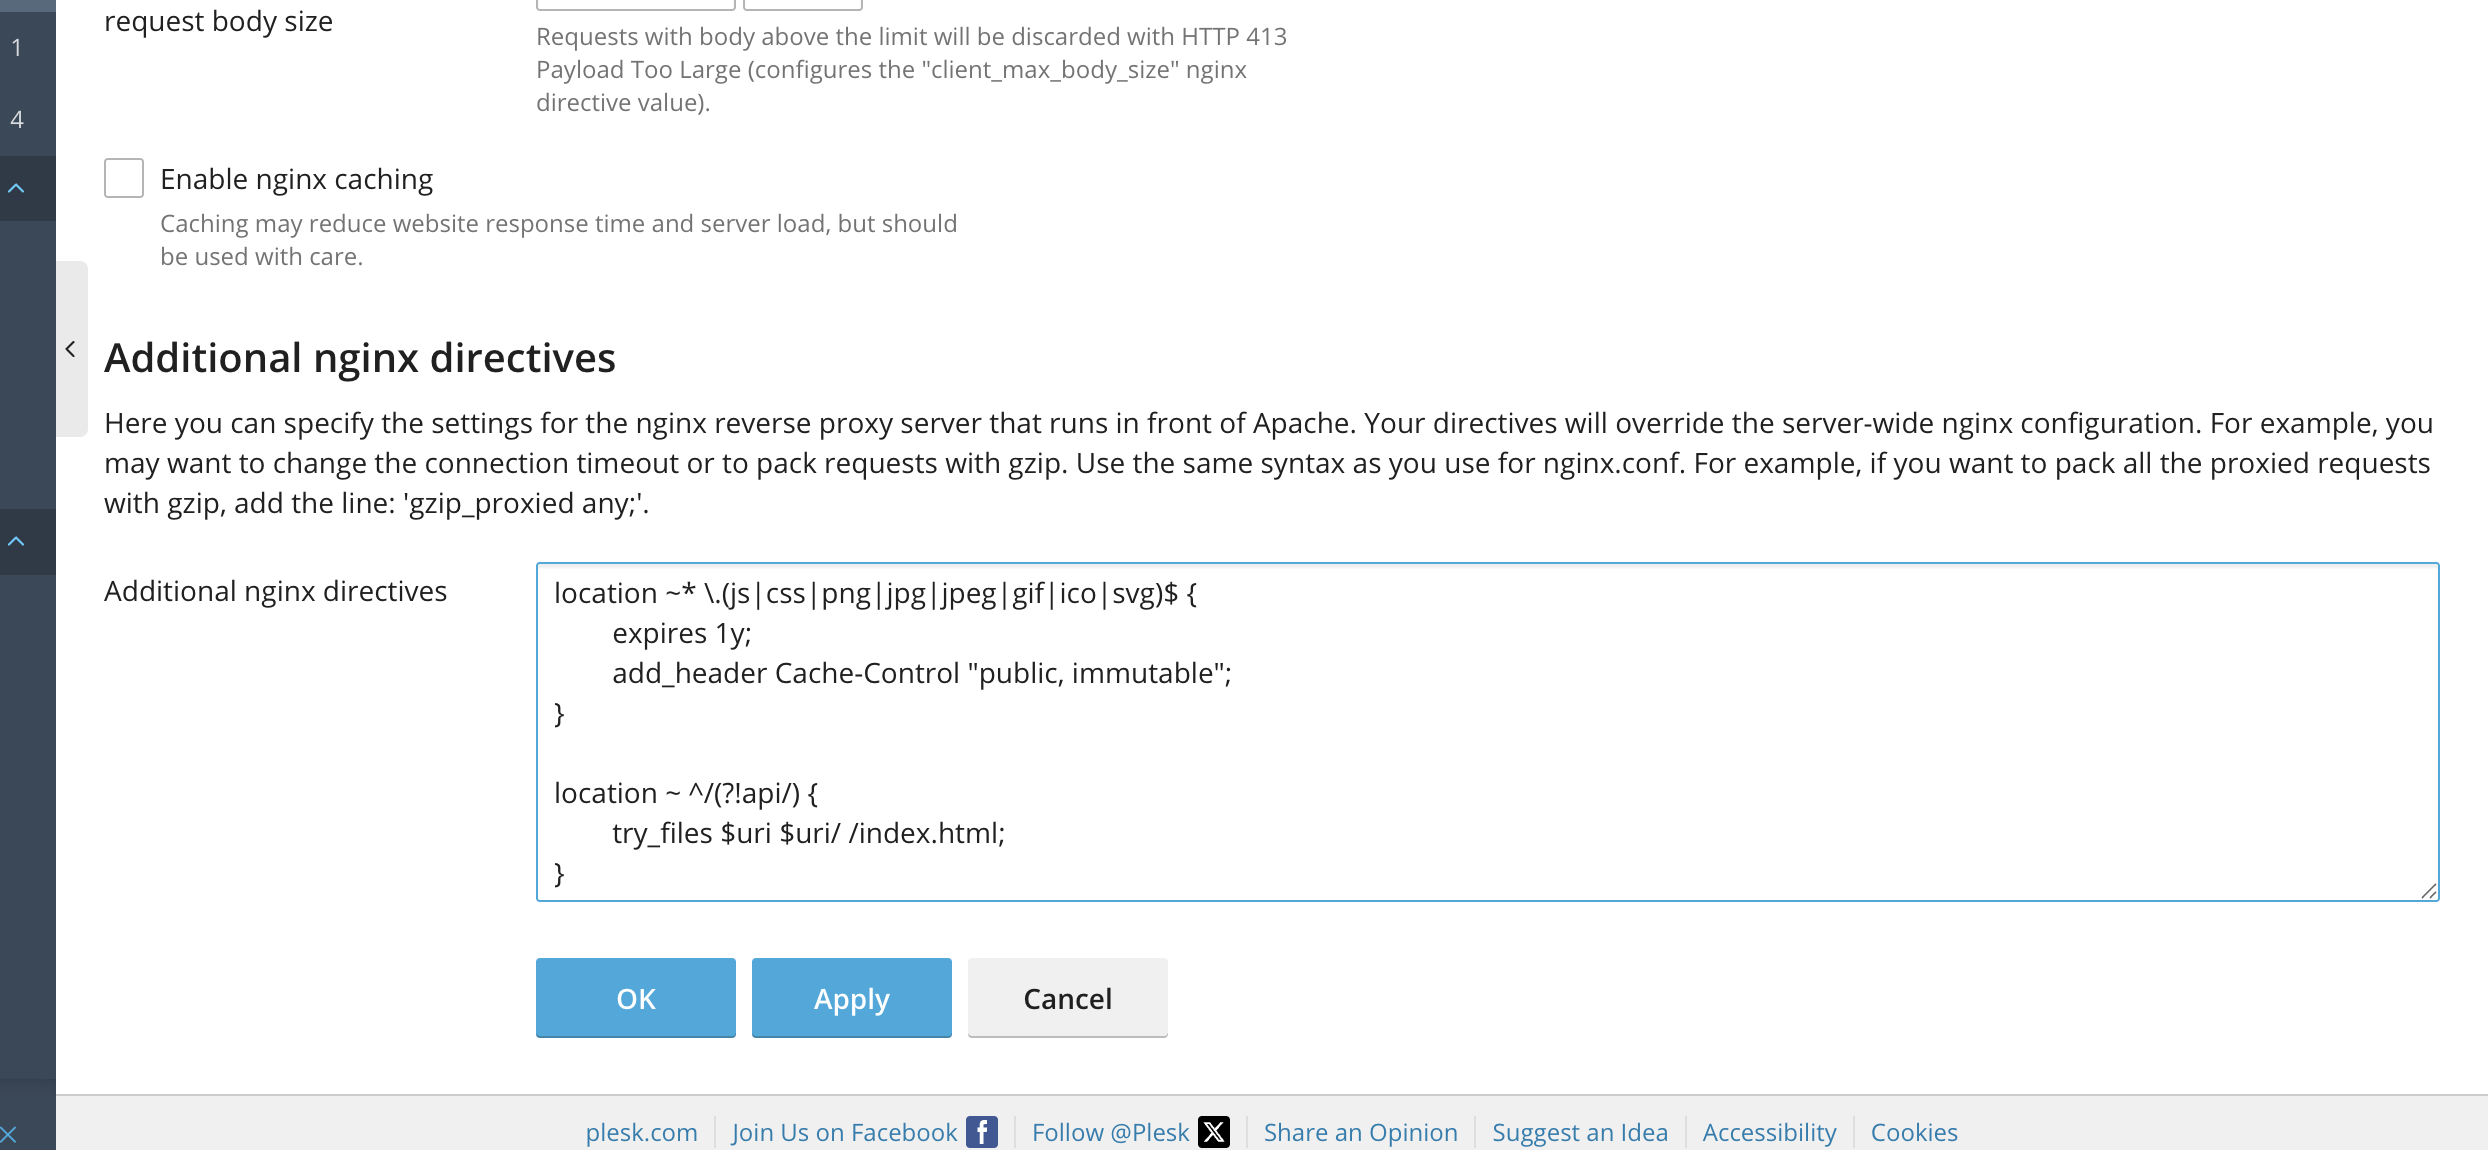 request body size
Requests with body above the limit will be discarded with HTTP 413
Payload Too Large (configures the "client_max_body_size" nginx
directive value).
1
4
Enable nginx caching
Caching may reduce website response time and server load, but should
be used with care.
Additional nginx directives
Here you can specify the settings for the nginx reverse proxy server that runs in front of Apache. Your directives will override the server-wide nginx configuration. For example, you
may want to change the connection timeout or to pack requests with gzip. Use the same syntax as you use for nginx.conf. For example, if you want to pack all the proxied requests
with gzip, add the line: 'gzip_proxied any;'.
Additional nginx directives
location ~* \.(js|css|png|jpg|jpeg|gif|ico|svg)$ {
expires 1y;
add_header Cache-Control "public, immutable";
}
location ~ ^/(?!api/) {
try_files $uri $uri/ /index.html;
}
OK Apply Cancel
plesk.com Join Us on Facebook Follow @Plesk Share an Opinion Suggest an Idea Accessibility Cookies